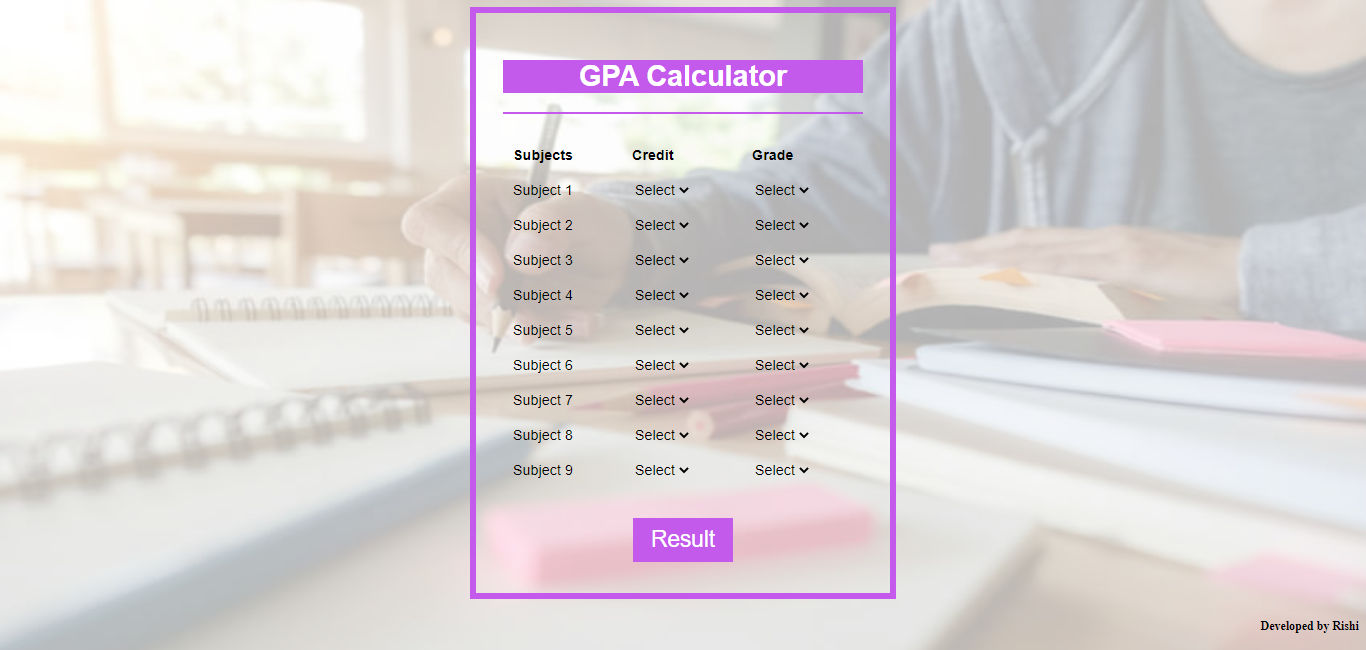 GPA Calculator
Subjects Credit Grade
Subject 1 Select Select
Subject 2 Select Select
Subject 3 Select Select
Subject 4 Select Select
Subject 5 Select Select
Subject 6 Select Select
Subject 7 Select Select
Subject 8 Select Select
Subject 9 Select Select
Result
Developed by Rishi